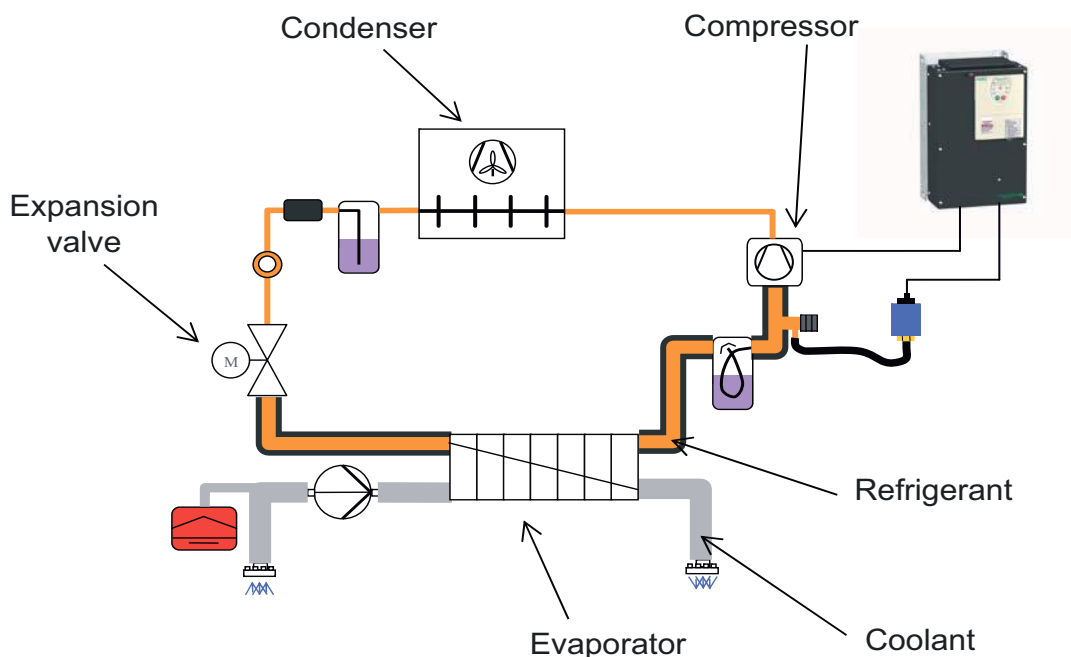 Condenser
Compressor
Expansion
valve
M
Refrigerant
Evaporator
Coolant